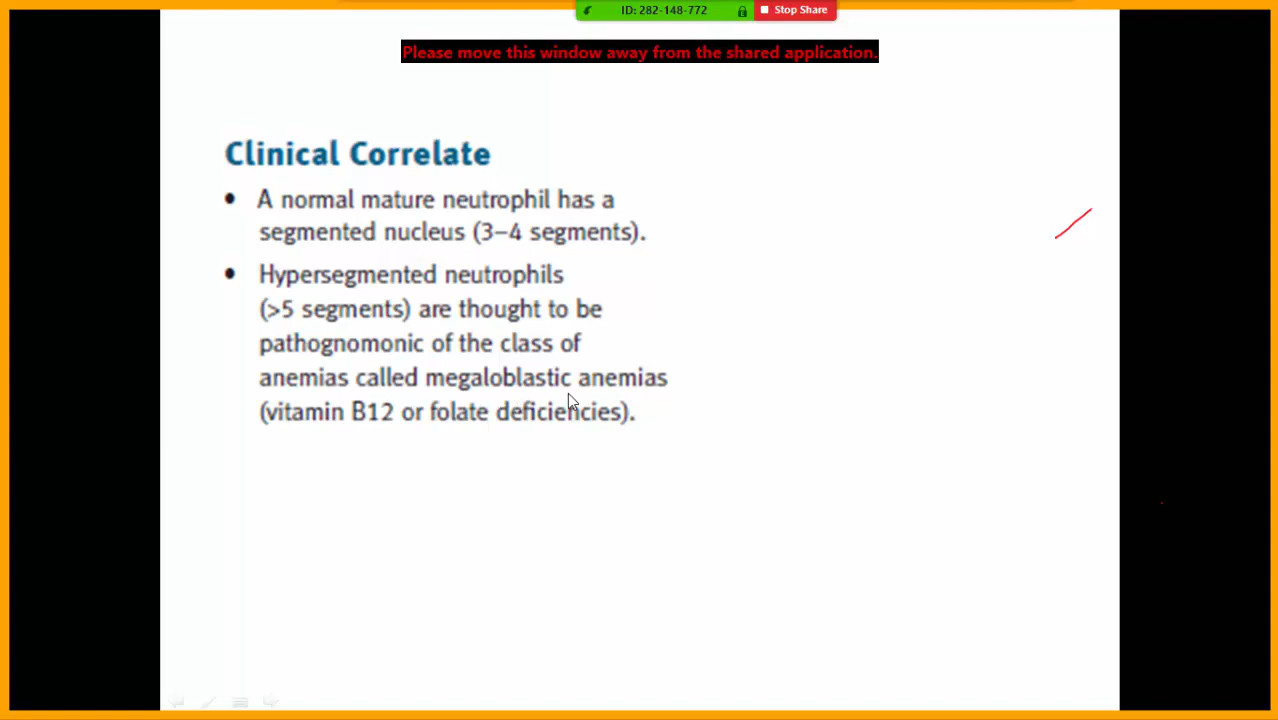 ID: 282-148-772
Stop Share
Please move this window away from the shared application.
Clinical Correlate
• A normal mature neutrophil has a
segmented nucleus (3–4 segments).
• Hypersegmented neutrophils
(>5 segments) are thought to be
pathognomonic of the class of
anemias called megaloblastic anemias
(vitamin B12 or folate deficiencies).